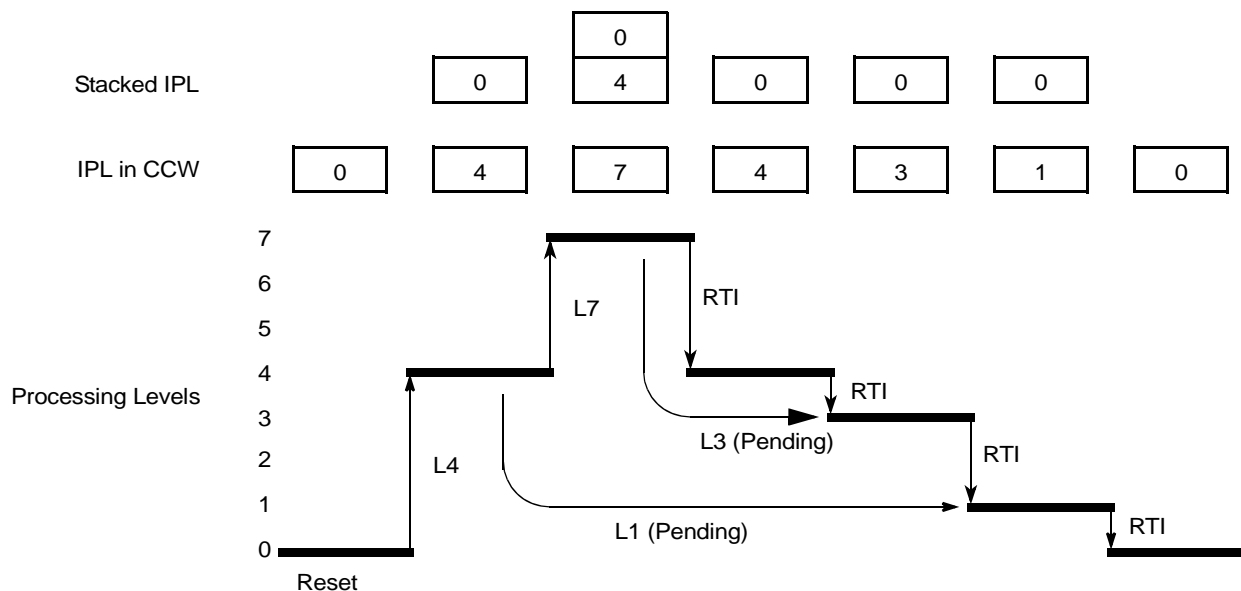 0
Stacked IPL 0 4 0 0 0
IPL in CCW 0 4 7 4 3 1 0
7
6
L7 RTI
5
4
Processing Levels RTI
3
L3 (Pending)
2 L4 RTI
1
L1 (Pending) RTI
0
Reset